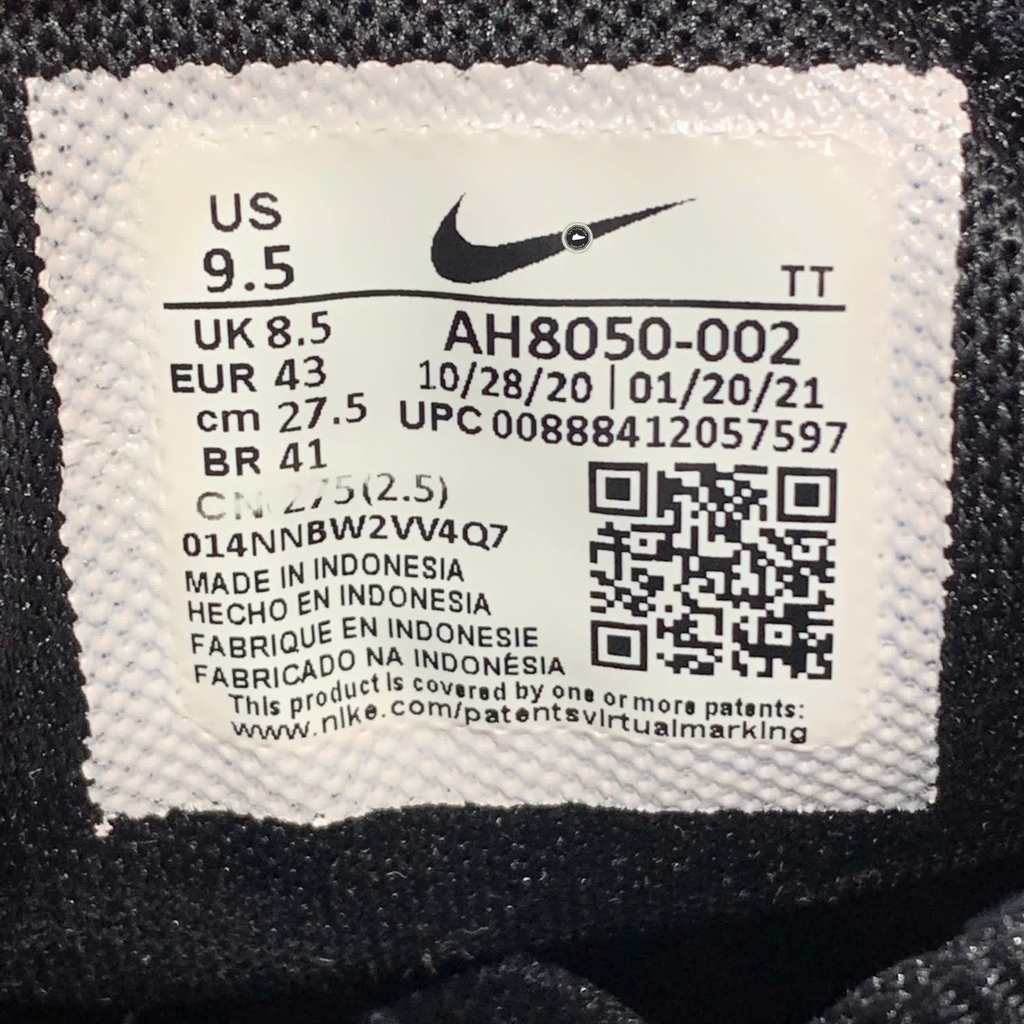 US
9.5
TT
UK 8.5
EUR 43
cm 27.5
BR 41
CN 275(2.5)
AH8050-002
10/28/20 | 01/20/21
UPC 00888412057597
014NNBW2VV4Q7
MADE IN INDONESIA
HECHO EN INDONESIA
FABRIQUE EN INDONESIE
FABRICADO NA INDONÉSIA
This product is covered by one or more patents:
www.nike.com/patentsvirtualmarking